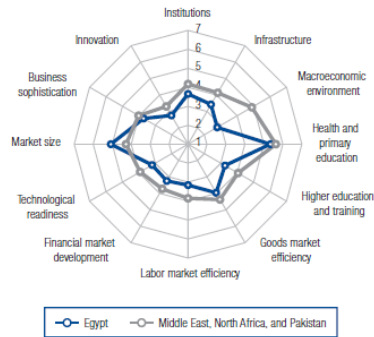 Institutions
Infrastructure
Macroeconomic
environment
Health and
primary
education
Higher education
and training
Goods market
efficiency
Labor market efficiency
Financial market
development
Technological
readiness
Market size
Business
sophistication
Innovation
7
6
5
4
3
2
1
Egypt
Middle East, North Africa, and Pakistan